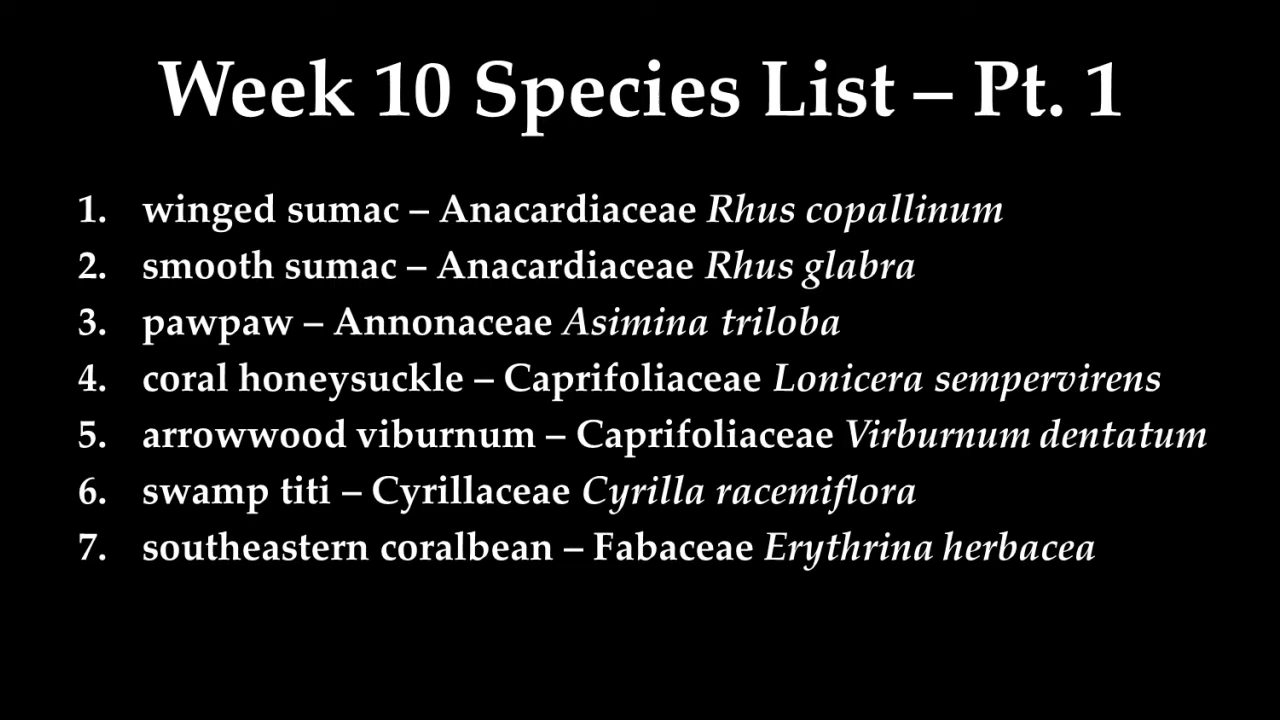 Week 10 Species List – Pt. 1
1. winged sumac – Anacardiaceae Rhus copallinum
2. smooth sumac – Anacardiaceae Rhus glabra
3. pawpaw – Annonaceae Asimina triloba
4. coral honeysuckle – Caprifoliaceae Lonicera sempervirens
5. arrowwood viburnum – Caprifoliaceae Virburnum dentatum
6. swamp titi – Cyrillaceae Cyrilla racemiflora
7. southeastern coralbean – Fabaceae Erythrina herbacea